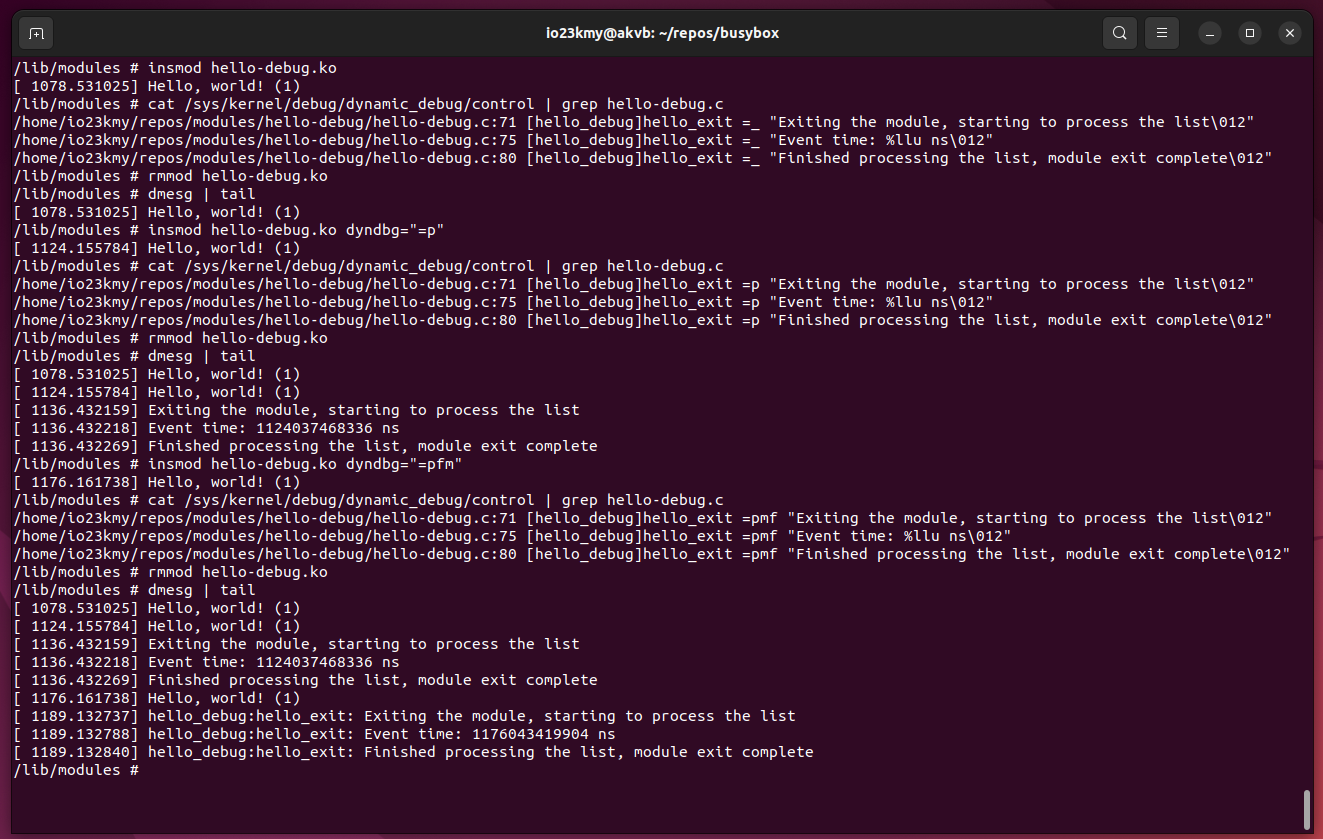 io23kmy@akvb: ~/repos/busybox
/lib/modules # insmod hello-debug.ko
[ 1078.531025] Hello, world! (1)
/lib/modules # cat /sys/kernel/debug/dynamic_debug/control | grep hello-debug.c
/home/io23kmy/repos/modules/hello-debug/hello-debug.c:71 [hello_debug]hello_exit =_ "Exiting the module, starting to process the list\012"
/home/io23kmy/repos/modules/hello-debug/hello-debug.c:75 [hello_debug]hello_exit =_ "Event time: %llu ns\012"
/home/io23kmy/repos/modules/hello-debug/hello-debug.c:80 [hello_debug]hello_exit =_ "Finished processing the list, module exit complete\012"
/lib/modules # rmmod hello-debug.ko
/lib/modules # dmesg | tail
[ 1078.531025] Hello, world! (1)
/lib/modules # insmod hello-debug.ko dyndbg="=p"
[ 1124.155784] Hello, world! (1)
/lib/modules # cat /sys/kernel/debug/dynamic_debug/control | grep hello-debug.c
/home/io23kmy/repos/modules/hello-debug/hello-debug.c:71 [hello_debug]hello_exit =p "Exiting the module, starting to process the list\012"
/home/io23kmy/repos/modules/hello-debug/hello-debug.c:75 [hello_debug]hello_exit =p "Event time: %llu ns\012"
/home/io23kmy/repos/modules/hello-debug/hello-debug.c:80 [hello_debug]hello_exit =p "Finished processing the list, module exit complete\012"
/lib/modules # rmmod hello-debug.ko
/lib/modules # dmesg | tail
[ 1078.531025] Hello, world! (1)
[ 1124.155784] Hello, world! (1)
[ 1136.432159] Exiting the module, starting to process the list
[ 1136.432218] Event time: 1124037468336 ns
[ 1136.432269] Finished processing the list, module exit complete
/lib/modules # insmod hello-debug.ko dyndbg="=pfm"
[ 1176.161738] Hello, world! (1)
/lib/modules # cat /sys/kernel/debug/dynamic_debug/control | grep hello-debug.c
/home/io23kmy/repos/modules/hello-debug/hello-debug.c:71 [hello_debug]hello_exit =pmf "Exiting the module, starting to process the list\012"
/home/io23kmy/repos/modules/hello-debug/hello-debug.c:75 [hello_debug]hello_exit =pmf "Event time: %llu ns\012"
/home/io23kmy/repos/modules/hello-debug/hello-debug.c:80 [hello_debug]hello_exit =pmf "Finished processing the list, module exit complete\012"
/lib/modules # rmmod hello-debug.ko
/lib/modules # dmesg | tail
[ 1078.531025] Hello, world! (1)
[ 1124.155784] Hello, world! (1)
[ 1136.432159] Exiting the module, starting to process the list
[ 1136.432218] Event time: 1124037468336 ns
[ 1136.432269] Finished processing the list, module exit complete
[ 1176.161738] Hello, world! (1)
[ 1189.132737] hello_debug:hello_exit: Exiting the module, starting to process the list
[ 1189.132788] hello_debug:hello_exit: Event time: 1176043419904 ns
[ 1189.132840] hello_debug:hello_exit: Finished processing the list, module exit complete
/lib/modules #